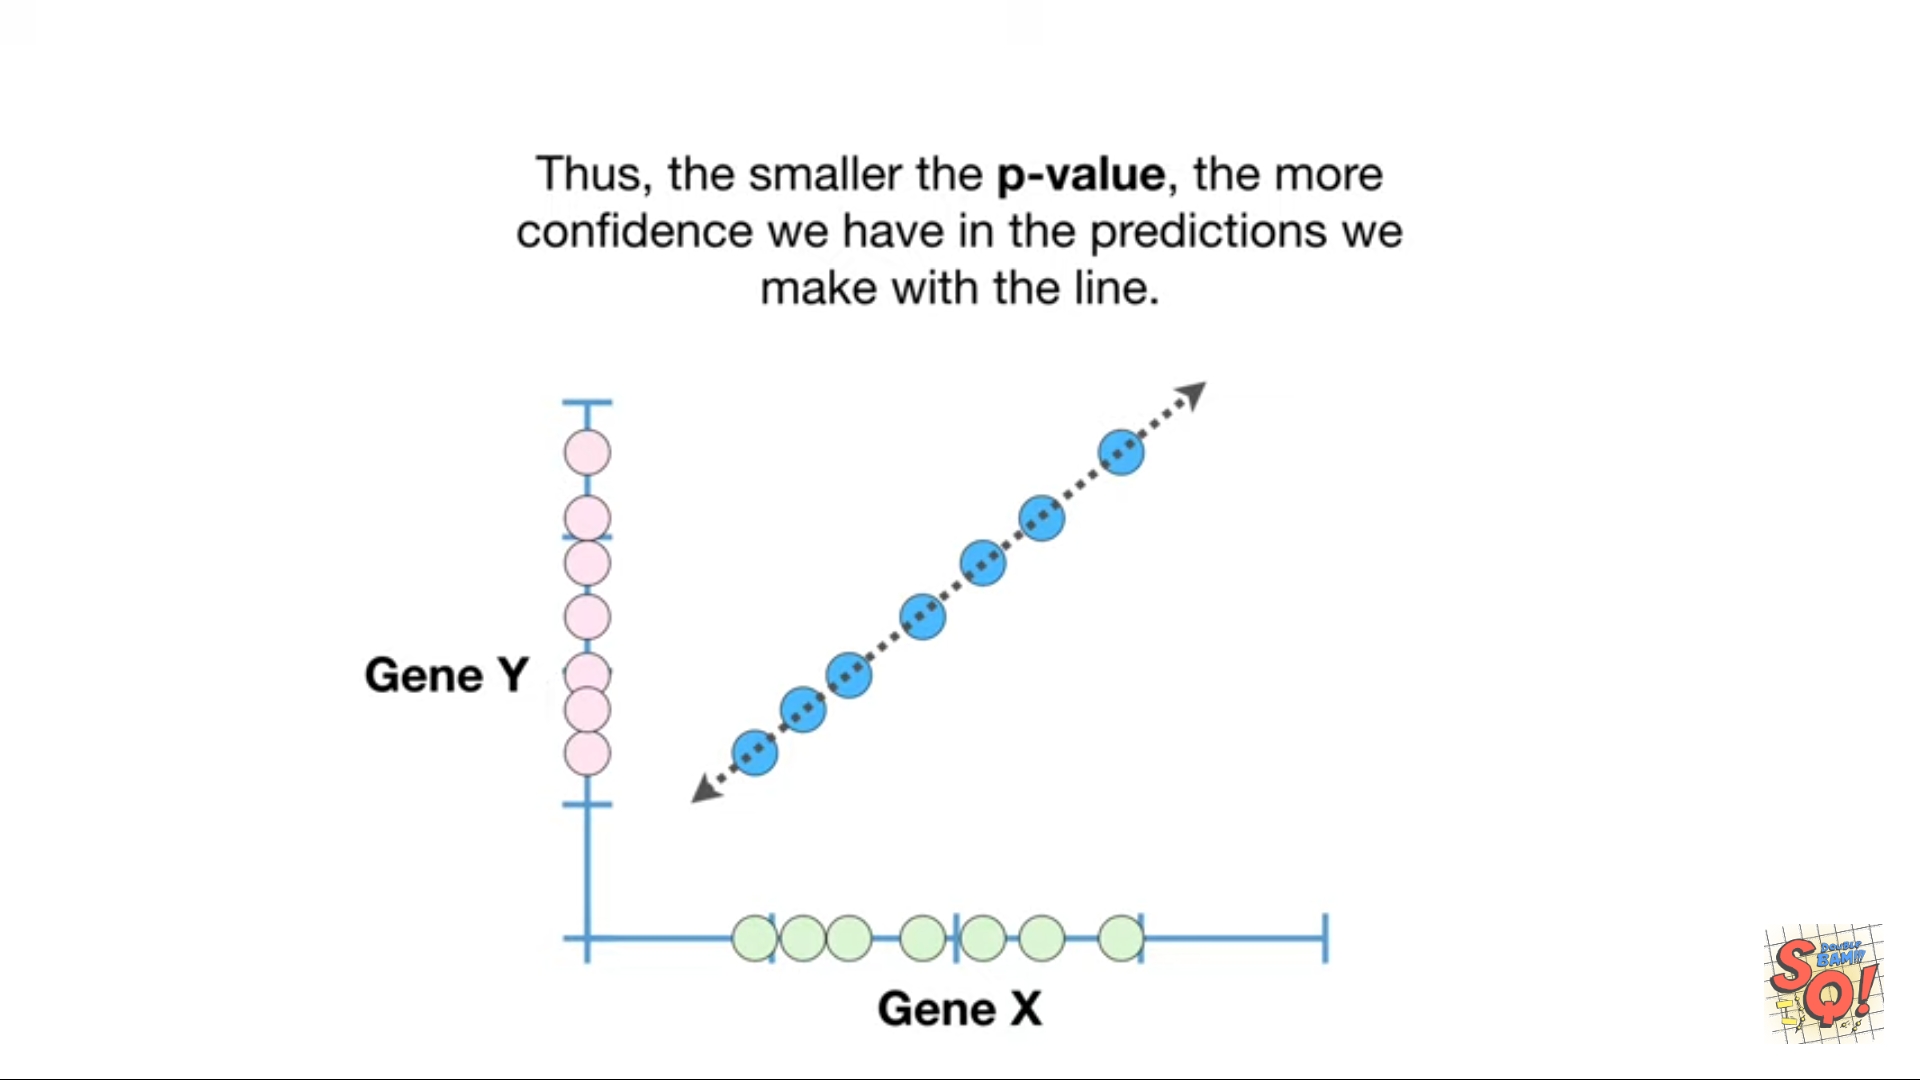 Thus, the smaller the p-value, the more
confidence we have in the predictions we
make with the line.
Gene Y
Gene X
DOUBLE
BAM!!
SQ!